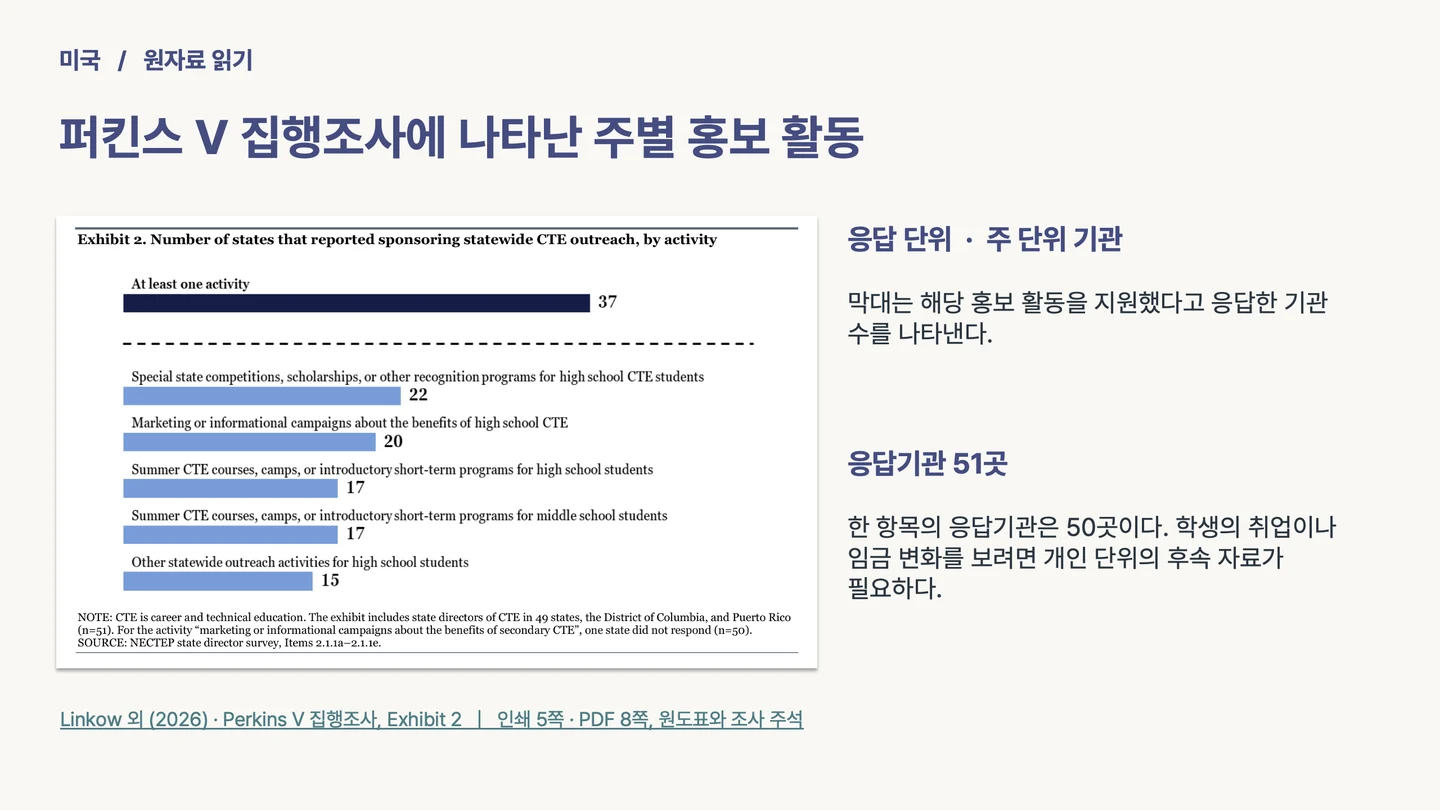 미국 / 원자료 읽기
퍼킨스 V 집행조사에 나타난 주별 홍보 활동
Exhibit 2. Number of states that reported sponsoring statewide CTE outreach, by activity
At least one activity
37
Special state competitions, scholarships, or other recognition programs for high school CTE students
22
Marketing or informational campaigns about the benefits of high school CTE
20
Summer CTE courses, camps, or introductory short-term programs for high school students
17
Summer CTE courses, camps, or introductory short-term programs for middle school students
17
Other statewide outreach activities for high school students
15
NOTE: CTE is career and technical education. The exhibit includes state directors of CTE in 49 states, the District of Columbia, and Puerto Rico
(n=51). For the activity “marketing or informational campaigns about the benefits of secondary CTE”, one state did not respond (n=50).
SOURCE: NECTEP state director survey, Items 2.1.1a–2.1.1e.
응답 단위 · 주 단위 기관
막대는 해당 홍보 활동을 지원했다고 응답한 기관
수를 나타낸다.
응답기관 51곳
한 항목의 응답기관은 50곳이다. 학생의 취업이나
임금 변화를 보려면 개인 단위의 후속 자료가
필요하다.
Linkow 외 (2026) · Perkins V 집행조사, Exhibit 2 | 인쇄 5쪽 · PDF 8쪽, 원도표와 조사 주석